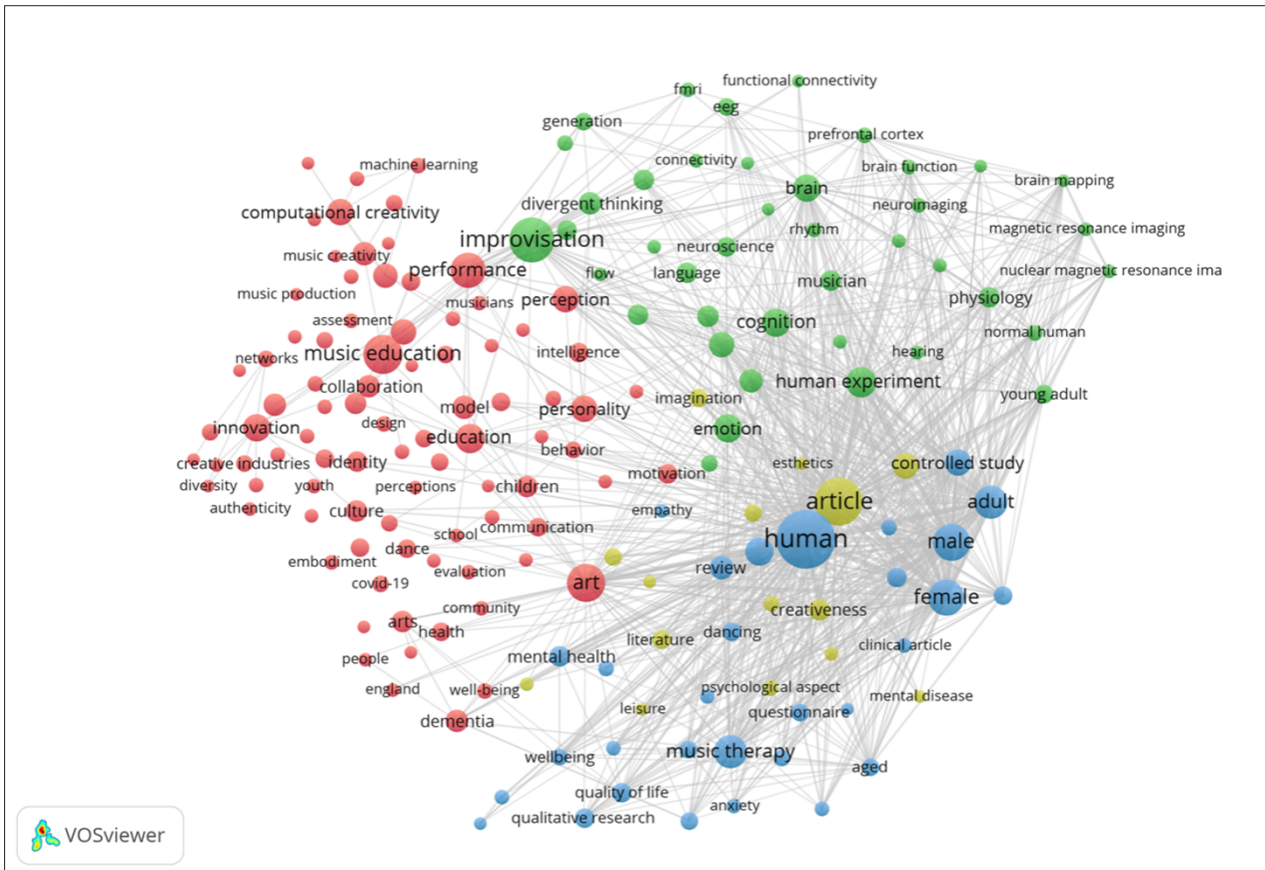 functional connectivity
fmri
eeg
generation
prefrontal cortex
connectivity
machine learning
brain function
brain mapping
brain
divergent thinking
neuroimaging
computational creativity
rhythm
magnetic resonance imaging
improvisation
neuroscience
music creativity
performance
flow
language
nuclear magnetic resonance ima
musician
music production
musicians
perception
physiology
assessment
cognition
normal human
music education
intelligence
hearing
networks
collaboration
human experiment
imagination
young adult
model
personality
design
innovation
emotion
education
behavior
creative industries
identity
esthetics
controlled study
motivation
diversity
youth
perceptions
children
article
adult
authenticity
culture
empathy
communication
school
human
male
dance
embodiment
review
evaluation
covid-19
art
female
community
creativeness
arts
health
literature
dancing
clinical article
people
mental health
england
well-being
psychological aspect
mental disease
leisure
questionnaire
dementia
music therapy
wellbeing
aged
quality of life
anxiety
qualitative research
VOSviewer